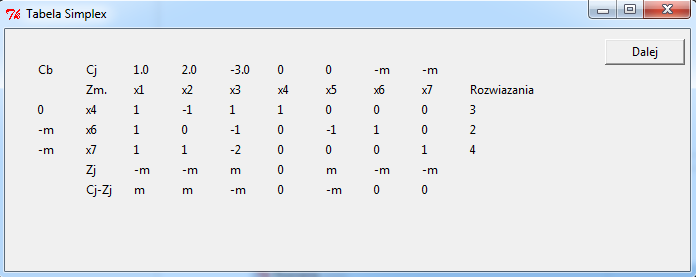 Tabela Simplex
Dalej
Cb Cj 1.0 2.0 -3.0 0 0 -m -m
Zm. x1 x2 x3 x4 x5 x6 x7 Rozwiazania
0 x4 1 -1 1 1 0 0 0 3
-m x6 1 0 -1 0 -1 1 0 2
-m x7 1 1 -2 0 0 0 1 4
Zj -m -m m 0 m -m -m
Cj-Zj m m -m 0 -m 0 0